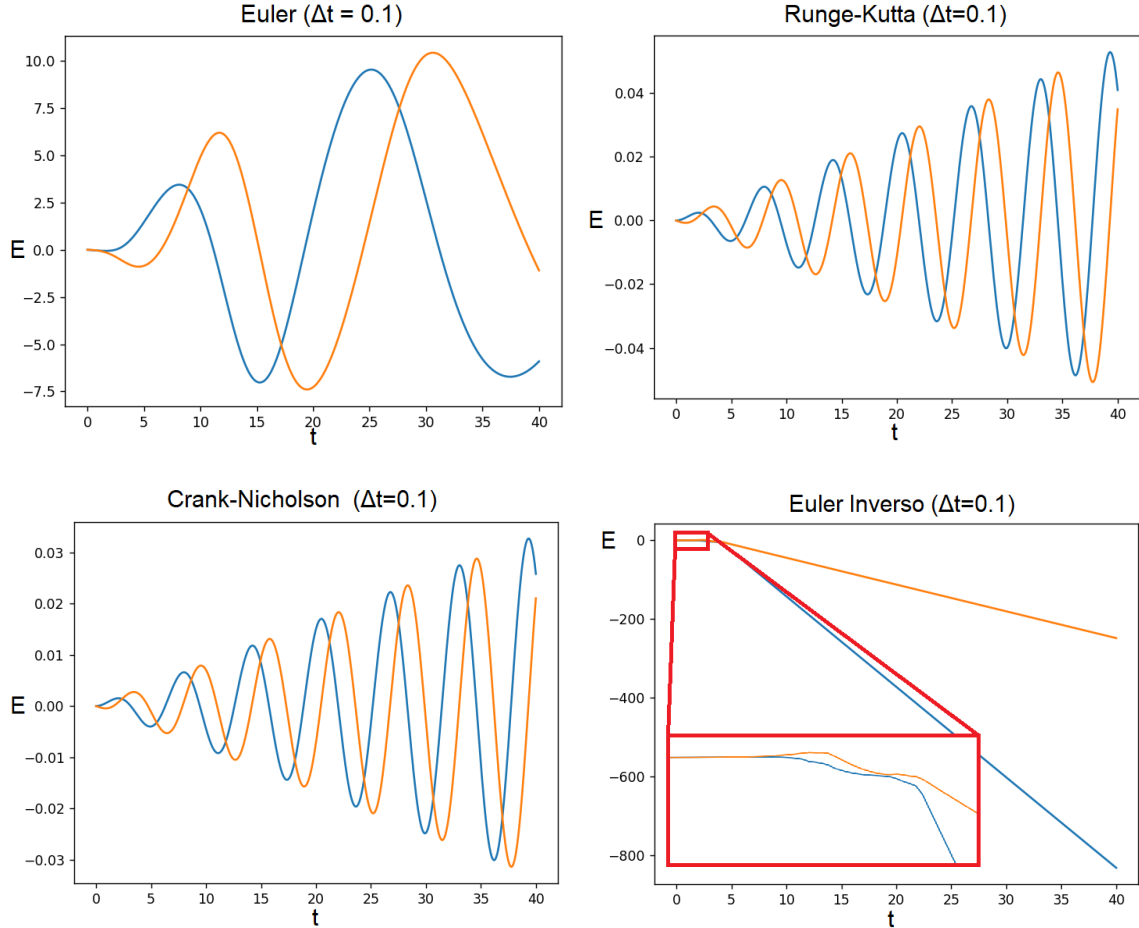 Euler (Δt = 0.1)
10.0
7.5
5.0
2.5
0.0
−2.5
−5.0
−7.5
E
0 5 10 15 20 25 30 35 40
t
Runge-Kutta (Δt=0.1)
0.04
0.02
0.00
−0.02
−0.04
E
0 5 10 15 20 25 30 35 40
t
Crank-Nicholson (Δt=0.1)
0.03
0.02
0.01
0.00
−0.01
−0.02
−0.03
E
0 5 10 15 20 25 30 35 40
t
Euler Inverso (Δt=0.1)
E
0
−200
−400
−600
−800
0 5 10 15 20 25 30 35 40
t